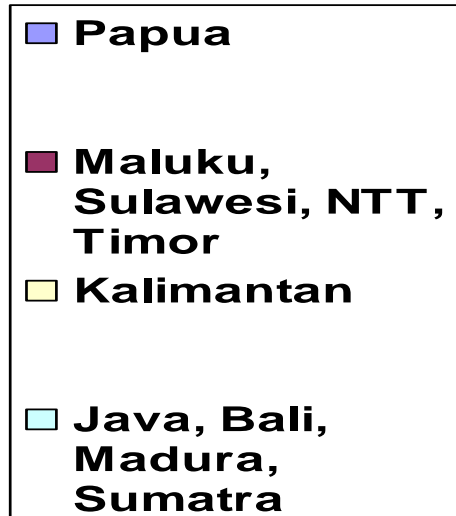 Papua
Maluku,
Sulawesi, NTT,
Timor
Kalimantan
Java, Bali,
Madura,
Sumatra